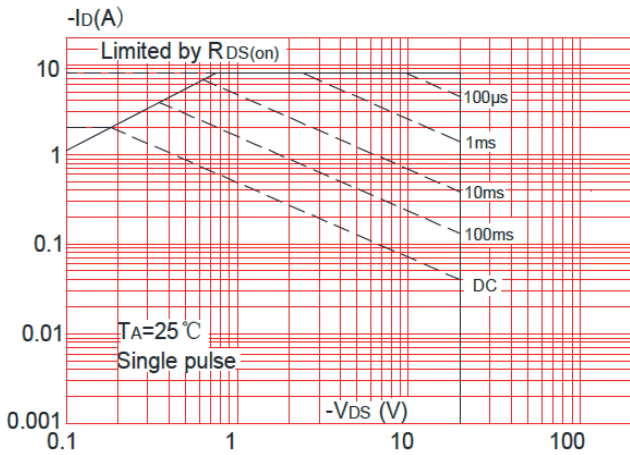 -ID(A)
Limited by RDS(on)
10
1
0.1
0.01
0.001
100µs
1ms
10ms
100ms
DC
TA=25℃
Single pulse
-VDS (V)
0.1
1
10
100